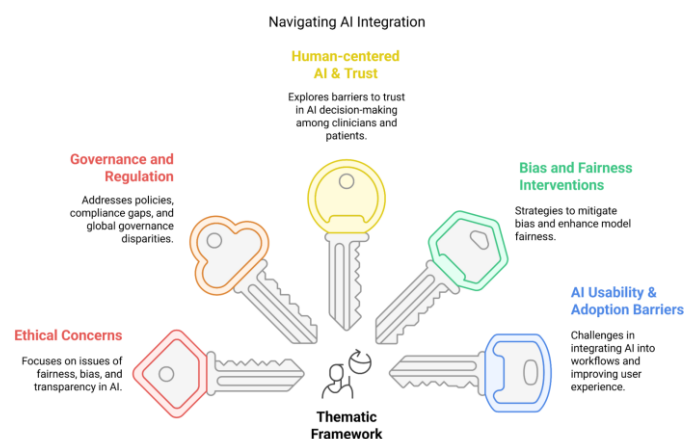 Navigating AI Integration
Human-centered
AI & Trust
Explores barriers to trust
in AI decision-making
among clinicians and
patients.
Governance and
Regulation
Addresses policies,
compliance gaps, and
global governance
disparities.
Bias and Fairness
Interventions
Strategies to mitigate
bias and enhance model
fairness.
Ethical Concerns
Focuses on issues of
fairness, bias, and
transparency in AI.
AI Usability &
Adoption Barriers
Challenges in
integrating AI into
workflows and
improving user
experience.
Thematic
Framework